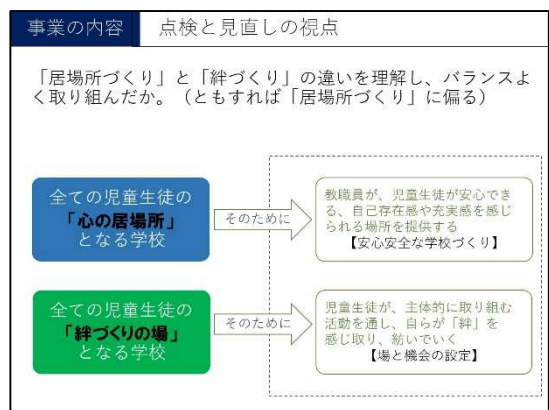 事業の内容 点検と見直しの視点
「居場所づくり」と「絆づくり」の違いを理解し、バランスよ
く取り組んだか。（ともすれば「居場所づくり」に偏る）
全ての児童生徒の
「心の居場所」
となる学校
そのために
教職員が、児童生徒が安心でき
る、自己存在感や充実感を感じ
られる場所を提供する
【安心安全な学校づくり】
全ての児童生徒の
「絆づくりの場」
となる学校
そのために
児童生徒が、主体的に取り組む
活動を通し、自らが「絆」を
感じ取り、紡いでいく
【場と機会の設定】